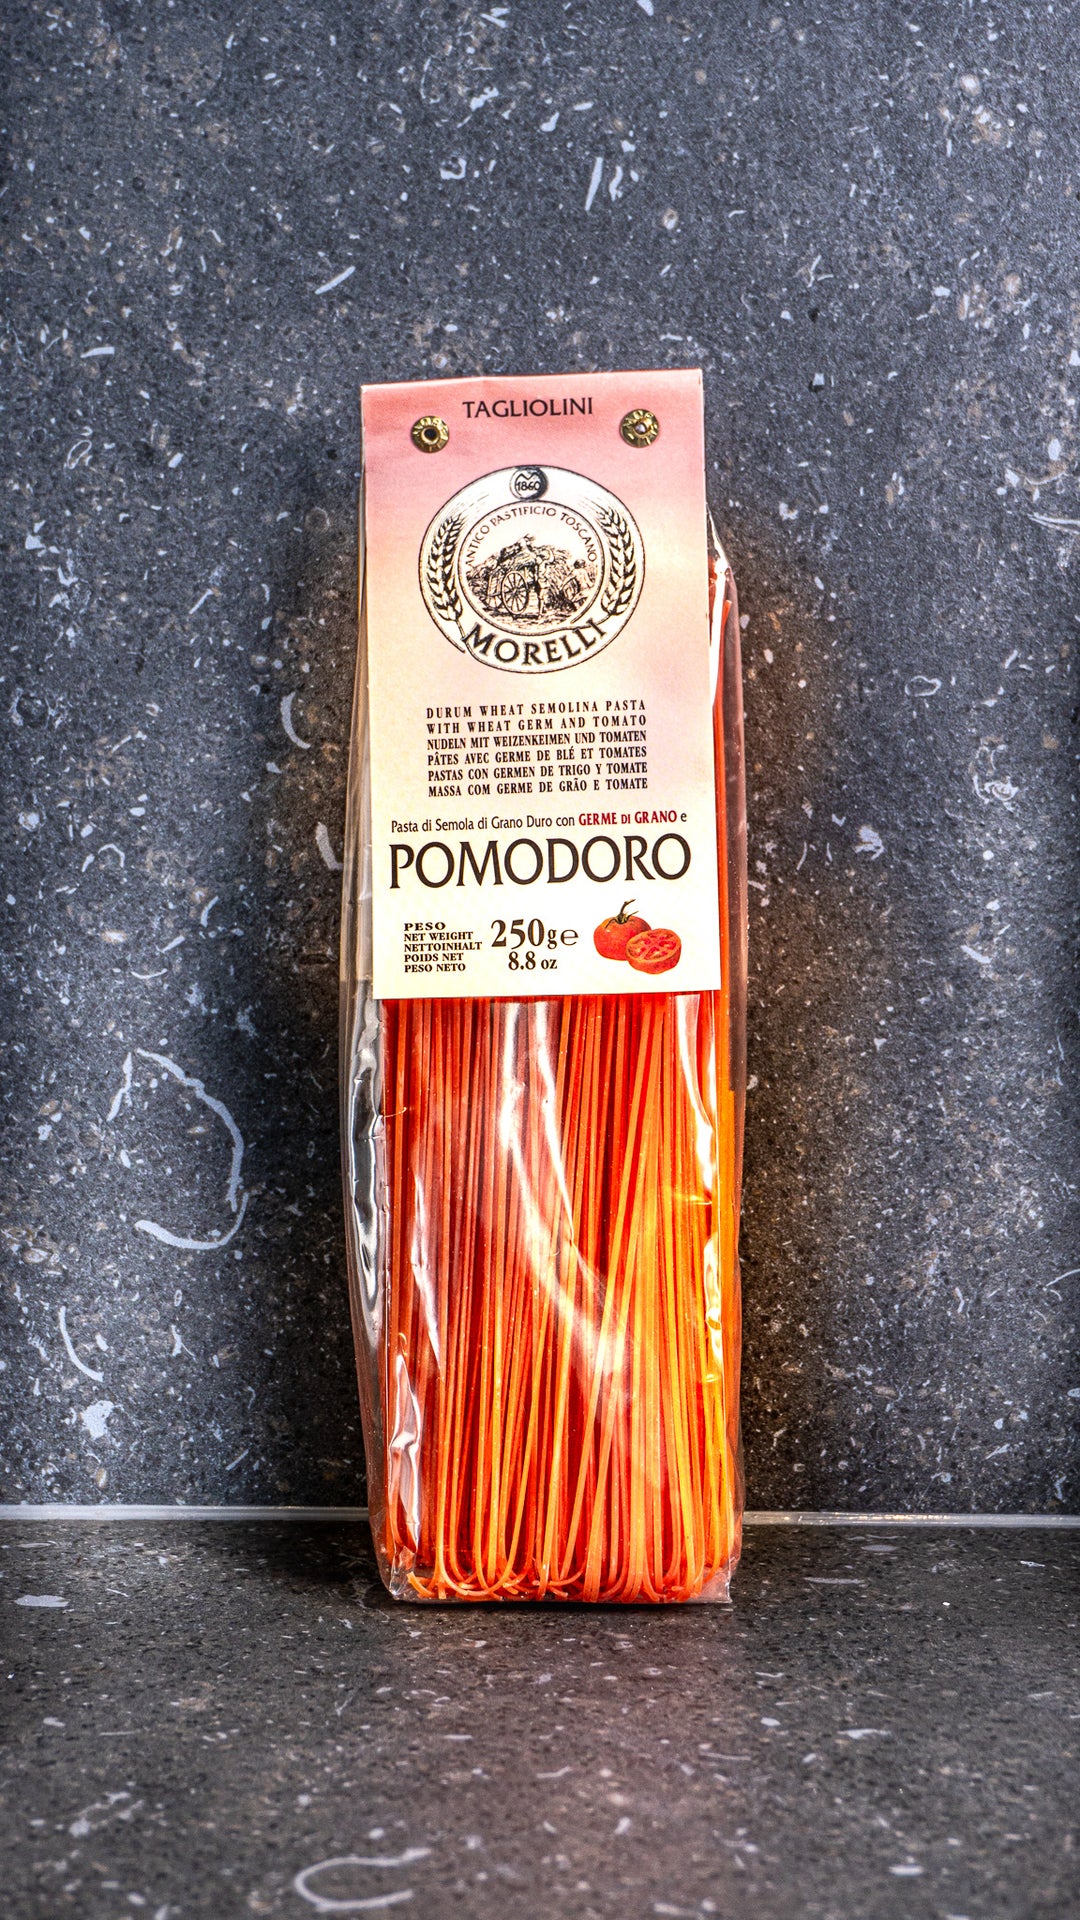 TAGLIOLINI
1860
ANTICO PASTIFICIO TOSCANO
MORELLI
DURUM WHEAT SEMOLINA PASTA
WITH WHEAT GERM AND TOMATO
NUDELN MIT WEIZENKEIMEN UND TOMATEN
PÂTES AVEC GERME DE BLÉ ET TOMATES
PASTAS CON GERMEN DE TRIGO Y TOMATE
MASSA COM GERME DE GRÃO E TOMATE
Pasta di Semola di Grano Duro con GERME DI GRANO e
POMODORO
PESO
NET WEIGHT
NETTOINHALT
POIDS NET
PESO NETO
250g℮
8.8 oz